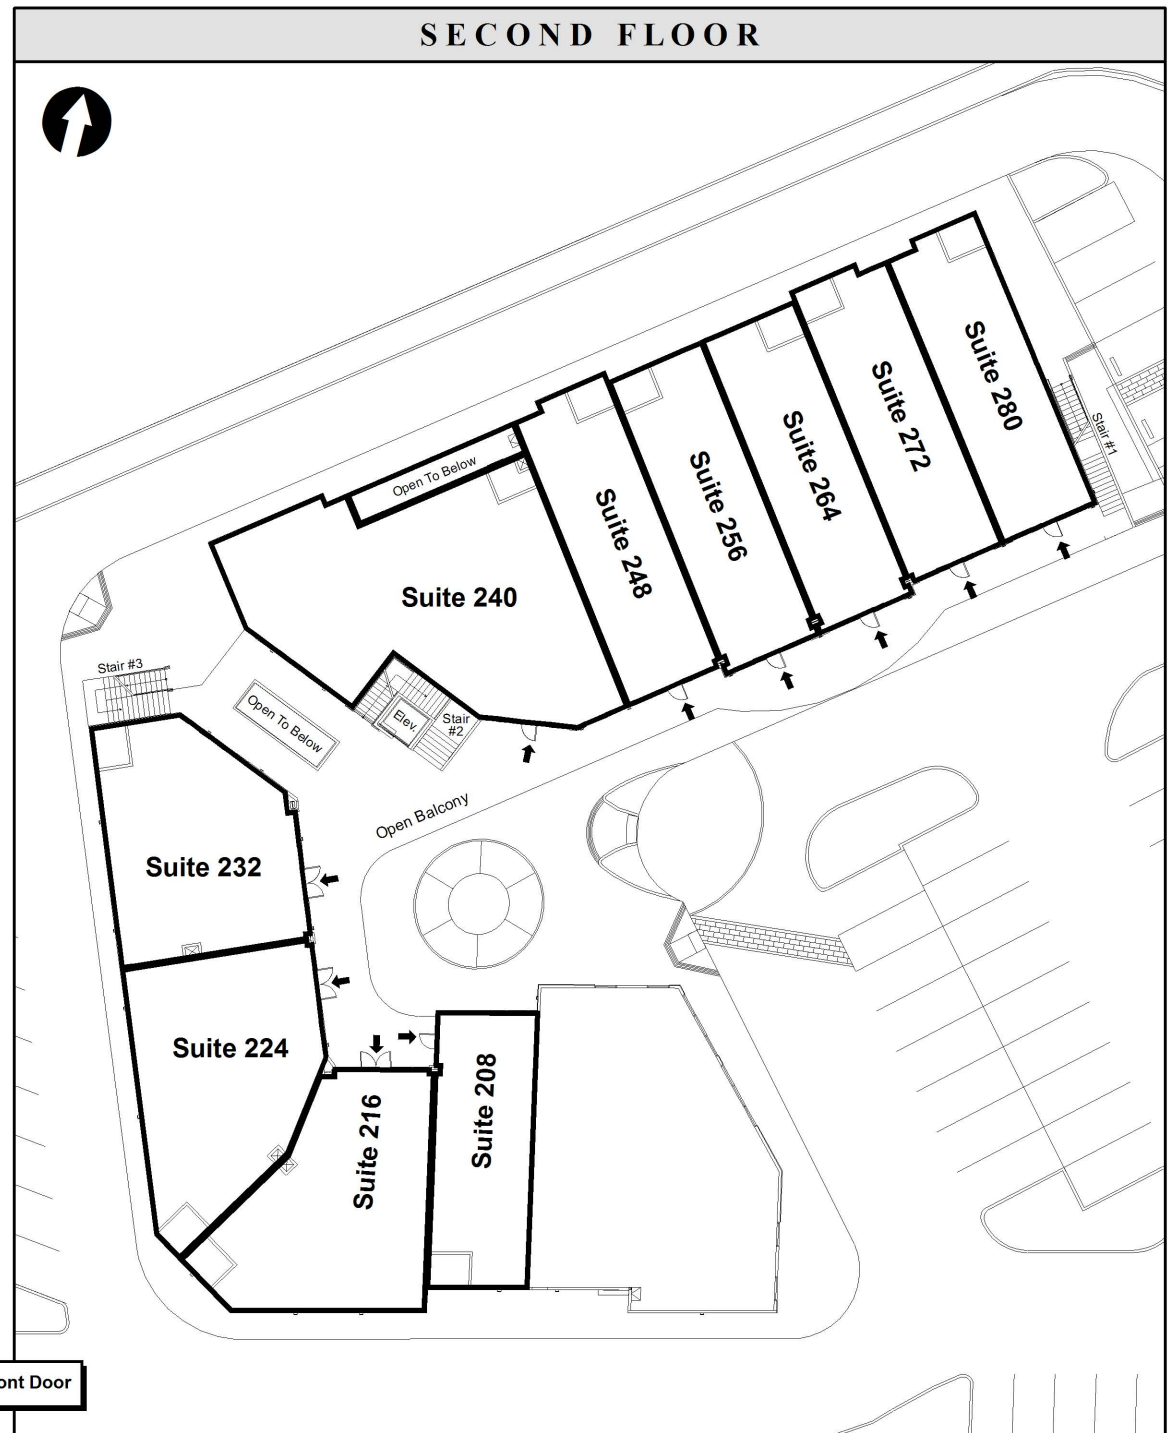 SECOND FLOOR
Suite 280
Stair #1
Suite 272
Suite 264
Open To Below
Suite 256
Suite 248
Suite 240
Stair #3
Open To Below
Elev.
Stair
#2
Open Balcony
Suite 232
Suite 224
Suite 208
Suite 216
ont Door